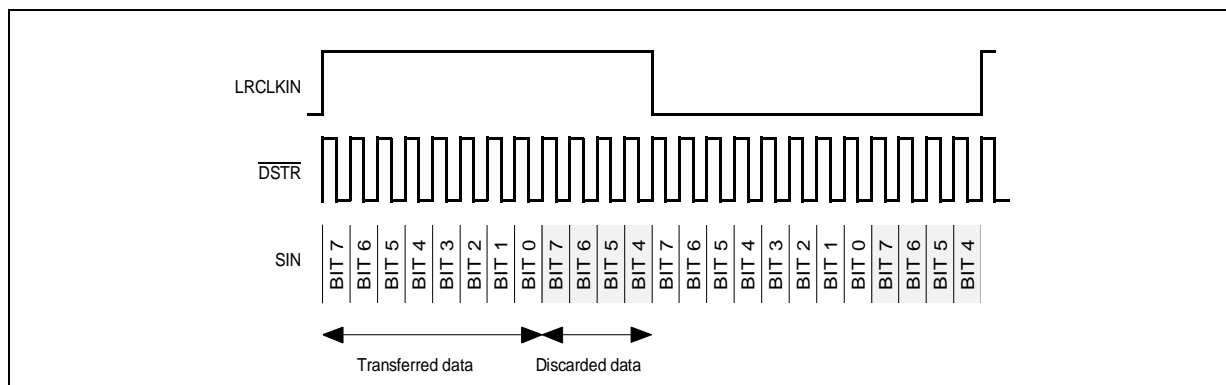 LRCLKIN
DSTR
SIN
BIT 7 BIT 6 BIT 5 BIT 4 BIT 3 BIT 2 BIT 1 BIT 0 BIT 7 BIT 6 BIT 5 BIT 4 BIT 7 BIT 6 BIT 5 BIT 4 BIT 3 BIT 2 BIT 1 BIT 0 BIT 7 BIT 6 BIT 5 BIT 4
Transferred data Discarded data